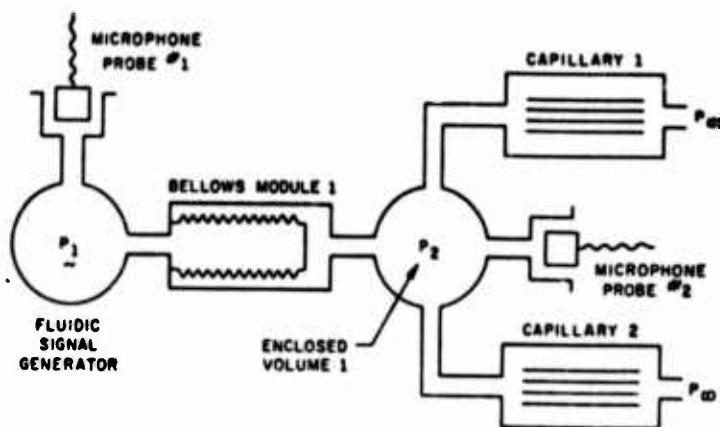 MICROPHONE
PROBE #1
CAPILLARY 1
P∞
BELLOWS MODULE 1
P1
~
P2
MICROPHONE
PROBE #2
FLUIDIC
SIGNAL
GENERATOR
ENCLOSED
VOLUME 1
CAPILLARY 2
P∞